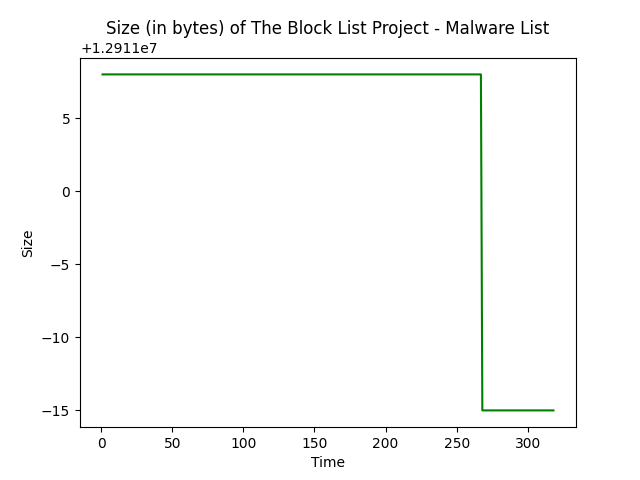 Size (in bytes) of The Block List Project - Malware List
+1.2911e7
5
0
−5
−10
−15
Size
0 50 100 150 200 250 300
Time